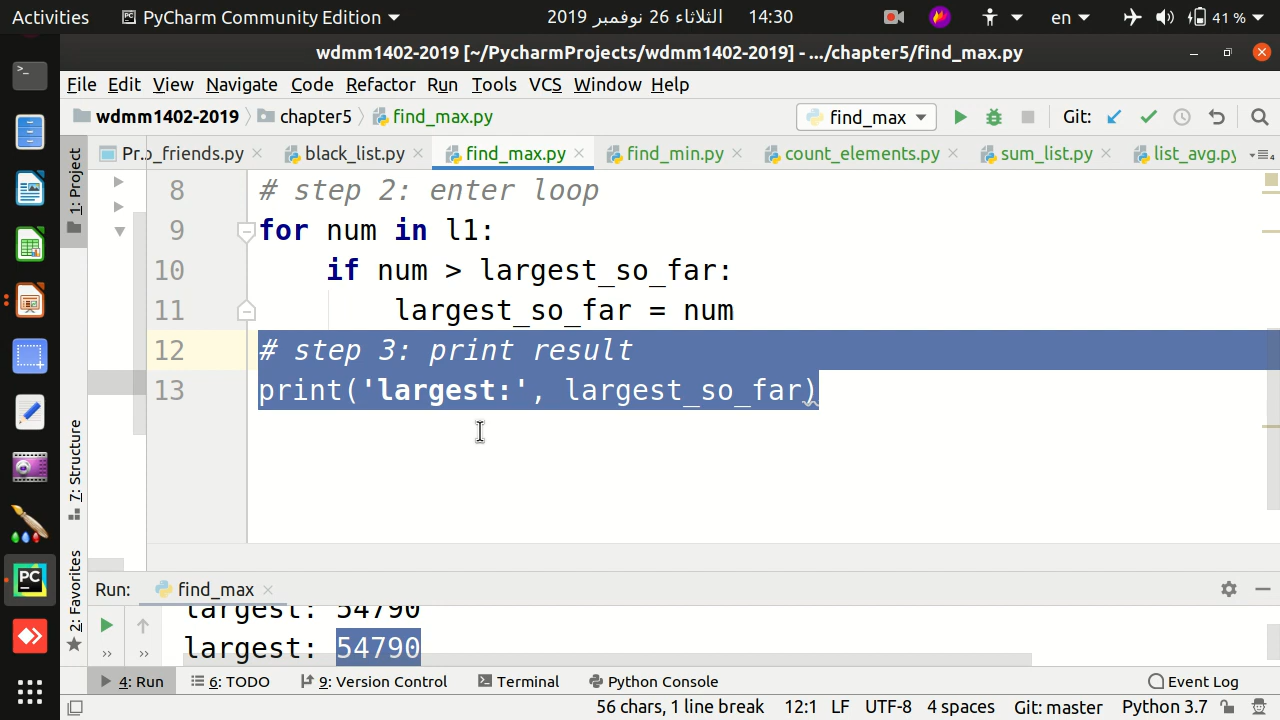 Activities PyCharm Community Edition 14:30 الثلاثاء 26 نوفمبر 2019 en 41 %
wdmm1402-2019 [~/PycharmProjects/wdmm1402-2019] - .../chapter5/find_max.py
File Edit View Navigate Code Refactor Run Tools VCS Window Help
wdmm1402-2019 chapter5 find_max.py find_max Git:
Pr..o_friends.py black_list.py find_max.py find_min.py count_elements.py sum_list.py list_avg.py
1: Project
7: Structure
2: Favorites
8 # step 2: enter loop
9 for num in l1:
10 if num > largest_so_far:
11 largest_so_far = num
12 # step 3: print result
13 print('largest:', largest_so_far)
Run: find_max
largest: 54790
largest: 54790
4: Run 6: TODO 9: Version Control Terminal Python Console Event Log
56 chars, 1 line break 12:1 LF UTF-8 4 spaces Git: master Python 3.7